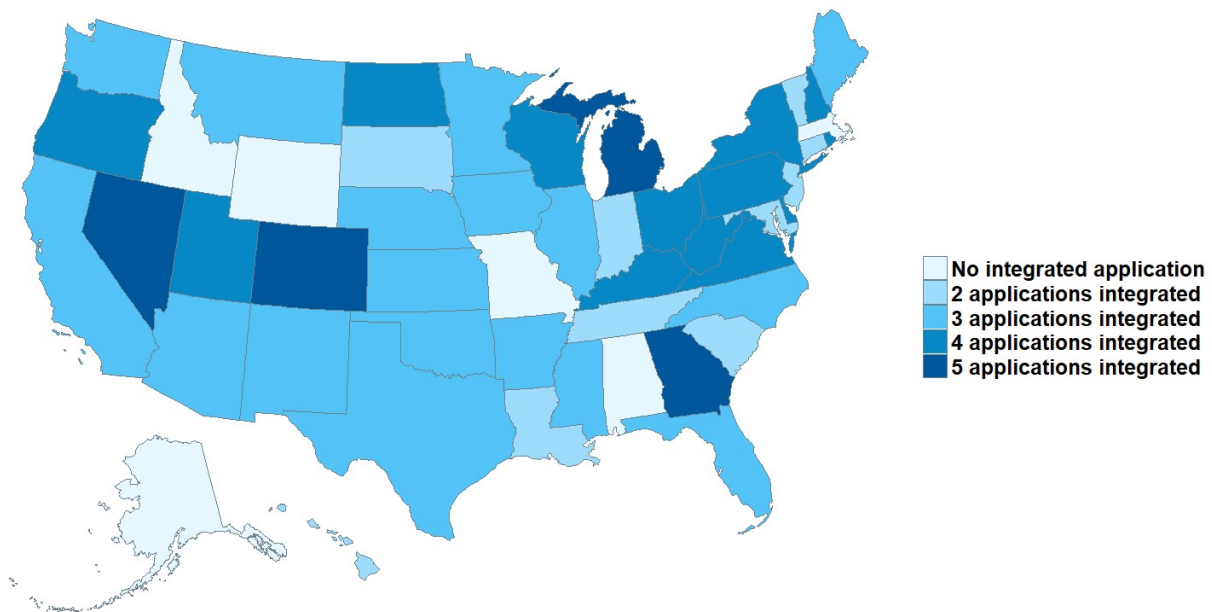 No integrated application
2 applications integrated
3 applications integrated
4 applications integrated
5 applications integrated